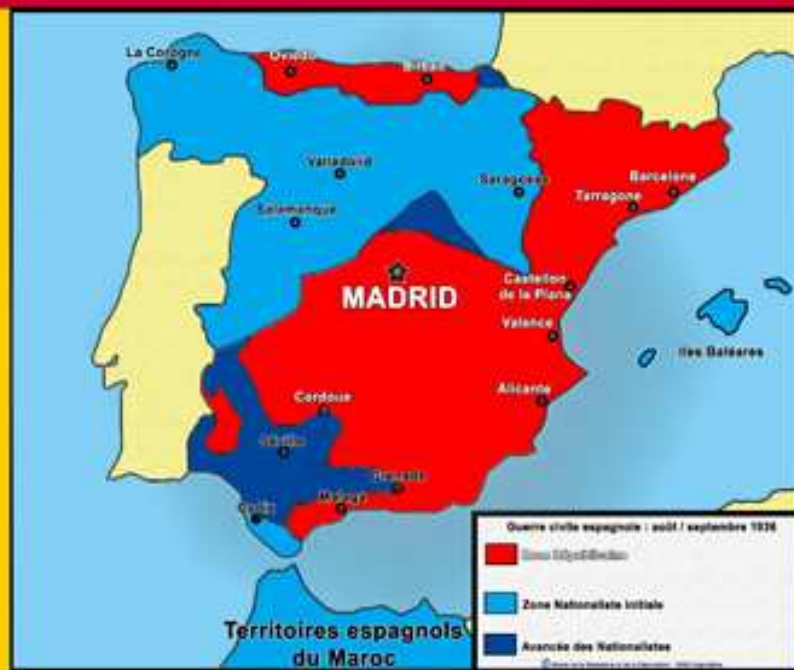 La Corogne
Oviedo
Bilbao
Valladolid
Saragosse
Barcelone
Tarragone
Salamanque
MADRID
Castellon
de la Plana
Valence
Iles Baléares
Alicante
Cordoue
Séville
Grenade
Malaga
Cadix
Guerre civile espagnole : août / septembre 1936
Zone Républicaine
Zone Nationaliste initiale
Avancée des Nationalistes
Territoires espagnols
du Maroc